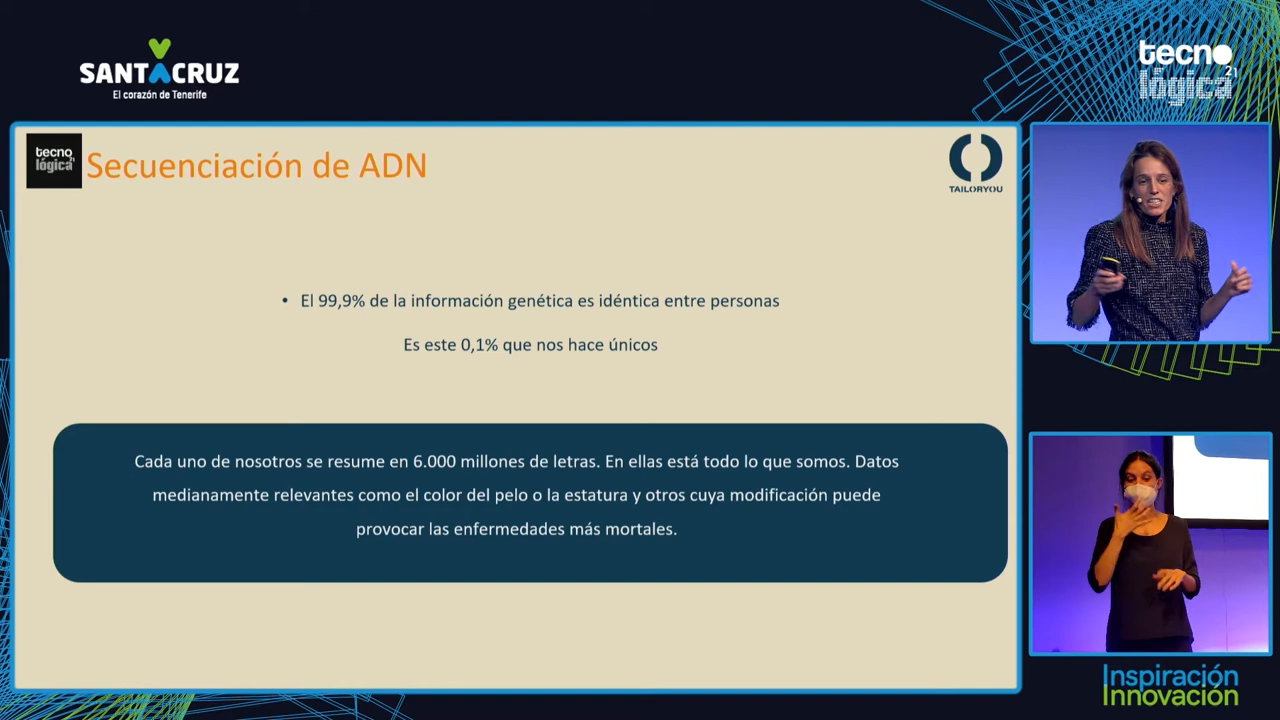 SANTACRUZ
El corazón de Tenerife
tecno
lógica
21
tecno
lógica
21
Secuenciación de ADN
TAILORYOU
• El 99,9% de la información genética es idéntica entre personas
Es este 0,1% que nos hace únicos
Cada uno de nosotros se resume en 6.000 millones de letras. En ellas está todo lo que somos. Datos
medianamente relevantes como el color del pelo o la estatura y otros cuya modificación puede
provocar las enfermedades más mortales.
Inspiración
Innovación